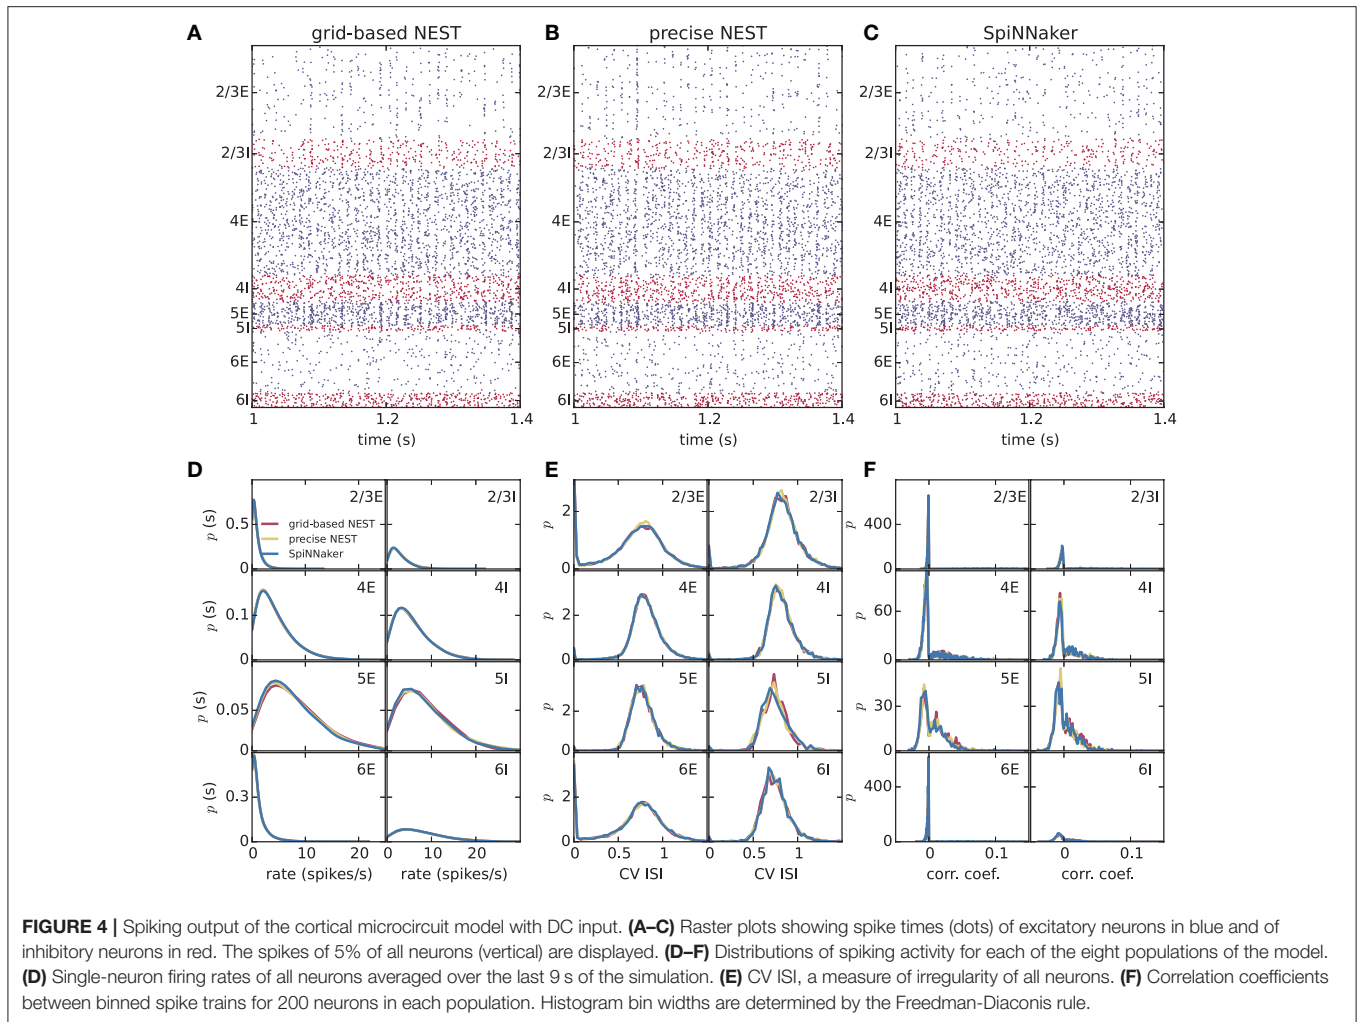 A grid-based NEST B precise NEST C SpiNNaker
2/3E 2/3E 2/3E
2/3I 2/3I 2/3I
4E 4E 4E
4I 4I 4I
5E 5E 5E
5I 5I 5I
6E 6E 6E
6I 6I 6I
1 1.2 1.4 1 1.2 1.4 1 1.2 1.4
time (s) time (s) time (s)
D E F
2/3E 2/3I 2/3E 2/3I 2/3E 2/3I
p (s) 0.5 0 p 2 0 p 400 0
grid-based NEST
precise NEST
SpiNNaker
4E 4I 4E 4I 4E 4I
p (s) 0.1 0 p 2 0 p 60 0
5E 5I 5E 5I 5E 5I
p (s) 0.05 0 p 2 0 p 30 0
6E 6I 6E 6I 6E 6I
p (s) 0.3 0 p 2 0 p 400 0
0 10 20 0 10 20 0 0.5 1 0 0.5 1 0 0.1 0 0.1
rate (spikes/s) rate (spikes/s) CV ISI CV ISI corr. coef. corr. coef.
FIGURE 4 | Spiking output of the cortical microcircuit model with DC input. (A–C) Raster plots showing spike times (dots) of excitatory neurons in blue and of
inhibitory neurons in red. The spikes of 5% of all neurons (vertical) are displayed. (D–F) Distributions of spiking activity for each of the eight populations of the model.
(D) Single-neuron firing rates of all neurons averaged over the last 9 s of the simulation. (E) CV ISI, a measure of irregularity of all neurons. (F) Correlation coefficients
between binned spike trains for 200 neurons in each population. Histogram bin widths are determined by the Freedman-Diaconis rule.